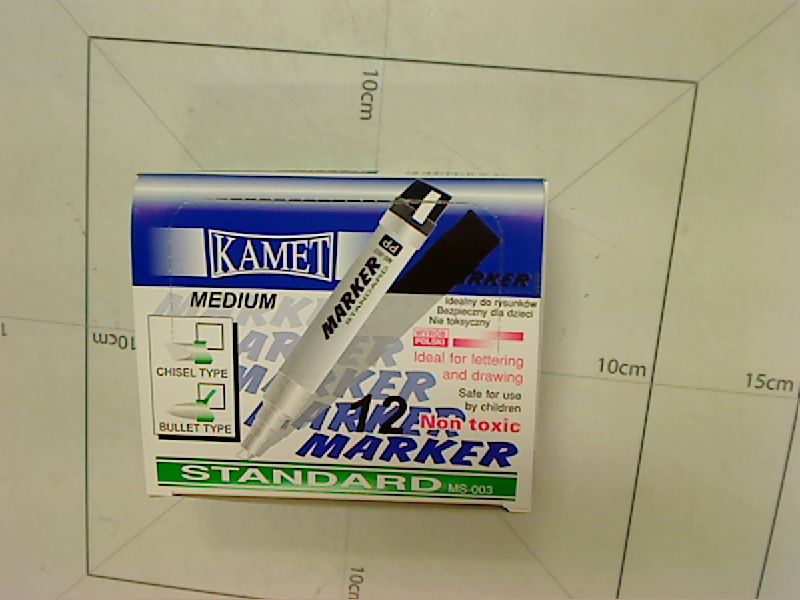 10cm
KAMET
MARKER
MEDIUM
MARKER
STANDARD
Idealny do rysunków
Bezpieczny dla dzieci
Nie toksyczny
WYRÓB
POLSKI
CHISEL TYPE
Ideal for lettering
and drawing
10cm
10cm
15cm
Safe for use
by children
BULLET TYPE
12
Non toxic
MARKER
MARKER
MARKER
MARKER
MARKER
STANDARD MS-003
10cm